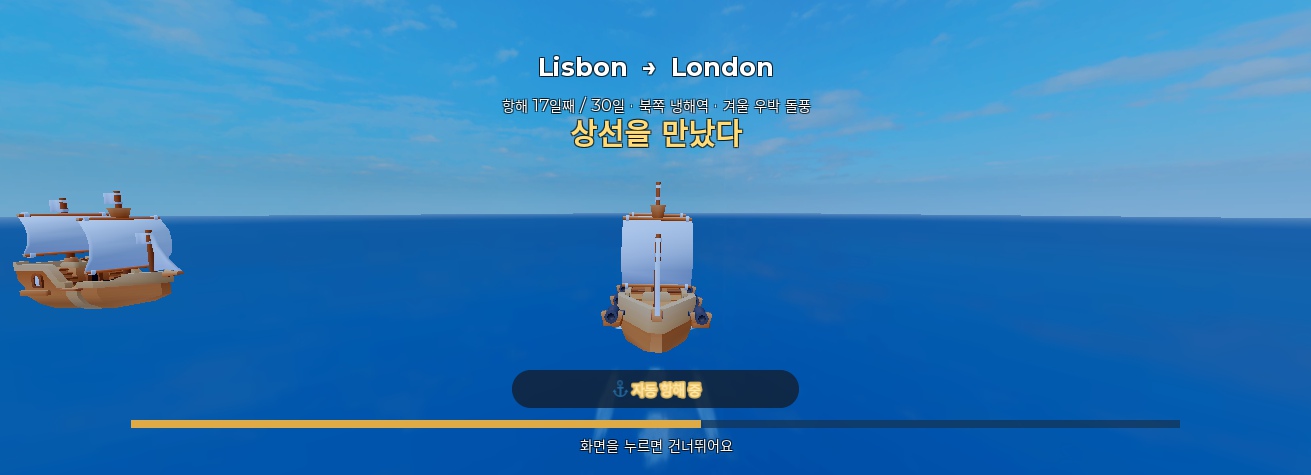 Lisbon → London
항해 17일째 / 30일 · 북쪽 냉해역 · 겨울 우박 돌풍
상선을 만났다
⚓ 자동 항해 중
화면을 누르면 건너뛰어요